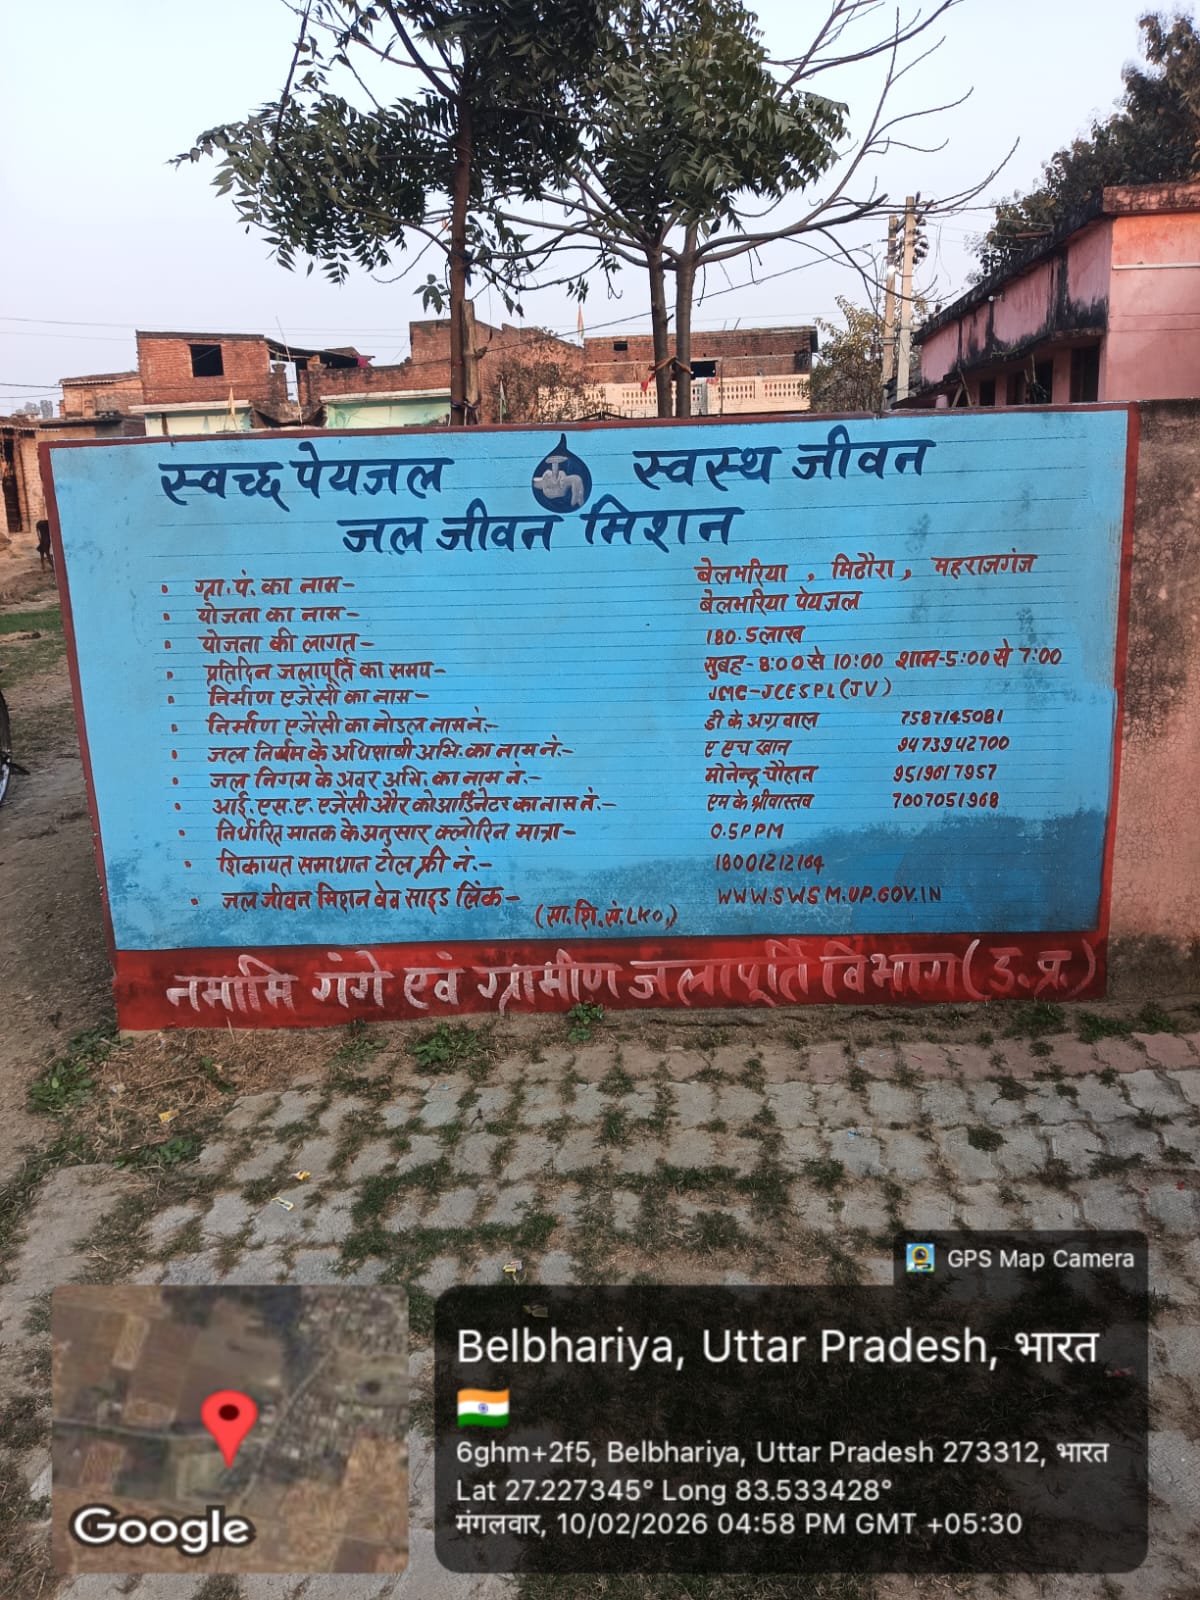 स्वच्छ पेयजल स्वस्थ जीवन
जल जीवन मिशन
• ग्रा.पं. का नाम- बेलभरिया , मिठौरा , महराजगंज
• योजना का नाम- बेलभरिया पेयजल
• योजना की लागत- 180.5लाख
• प्रतिदिन जलापूर्ति का समय- सुबह-8:00से 10:00 शाम-5:00से 7:00
• निर्माण एजेंसी का नाम- JMC-JCESPL(JV)
• निर्माण एजेंसी का नोडल नाम नं:- डी के अग्रवाल 7587145081
• जल निगम के अधिशाषी अभि. का नाम नं:- ए एच खान 9473942700
• जल निगम के अवर अभि. का नाम नं.- मोनेन्द्र चौहान 9519617957
• आई. एस. ए. एजेंसी और कोआर्डिनेटर का नाम नं.- एम के श्रीवास्तव 7007051968
• निर्धारित मानक के अनुसार क्लोरिन मात्रा- 0.5PPM
• शिकायत समाधान टोल फ्री नं.- 18001212164
• जल जीवन मिशन वेब साइड लिंक- WWW.SWSM.UP.GOV.IN
(सा.शि.सं.LKO.)
नमामि गंगे एवं ग्रामीण जलापूर्ति विभाग(उ.प्र.)
GPS Map Camera
Belbhariya, Uttar Pradesh, भारत
6ghm+2f5, Belbhariya, Uttar Pradesh 273312, भारत
Lat 27.227345° Long 83.533428°
मंगलवार, 10/02/2026 04:58 PM GMT +05:30
Google